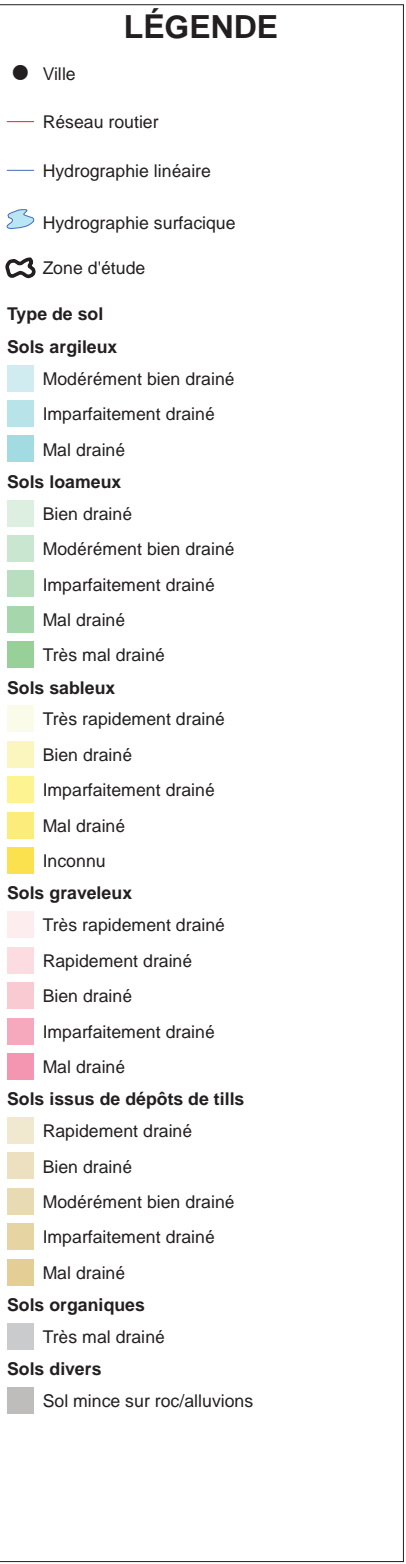 LÉGENDE
Ville
Réseau routier
Hydrographie linéaire
Hydrographie surfacique
Zone d'étude
Type de sol
Sols argileux
Modérément bien drainé
Imparfaitement drainé
Mal drainé
Sols loameux
Bien drainé
Modérément bien drainé
Imparfaitement drainé
Mal drainé
Très mal drainé
Sols sableux
Très rapidement drainé
Bien drainé
Imparfaitement drainé
Mal drainé
Inconnu
Sols graveleux
Très rapidement drainé
Rapidement drainé
Bien drainé
Imparfaitement drainé
Mal drainé
Sols issus de dépôts de tills
Rapidement drainé
Bien drainé
Modérément bien drainé
Imparfaitement drainé
Mal drainé
Sols organiques
Très mal drainé
Sols divers
Sol mince sur roc/alluvions